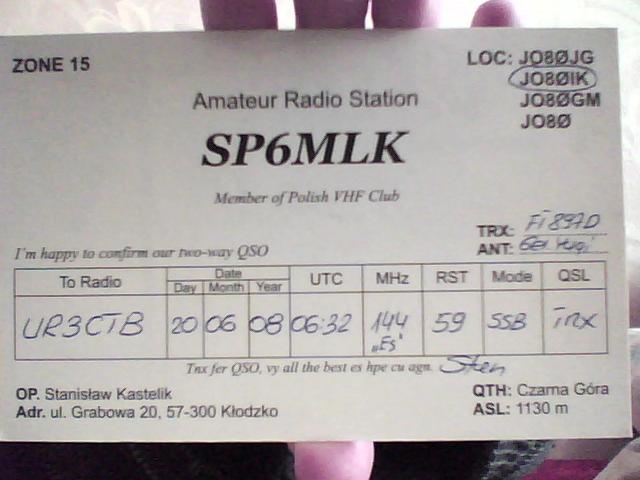 ZONE 15
LOC: JO8ØJG
JO8ØIK
JO8ØGM
JO8Ø
Amateur Radio Station
SP6MLK
Member of Polish VHF Club
TRX:
ANT:
I'm happy to confirm our two-way QSO
To Radio Date UTC MHz RST Mode QSL
Day Month Year
UR3CTB 20 06 08 06:32 144 59 SSB TNX
"Es"
Tnx fer QSO, vy all the best es hpe cu agn.
OP. Stanisław Kastelik
QTH: Czarna Góra
Adr. ul. Grabowa 20, 57-300 Kłodzko
ASL: 1130 m